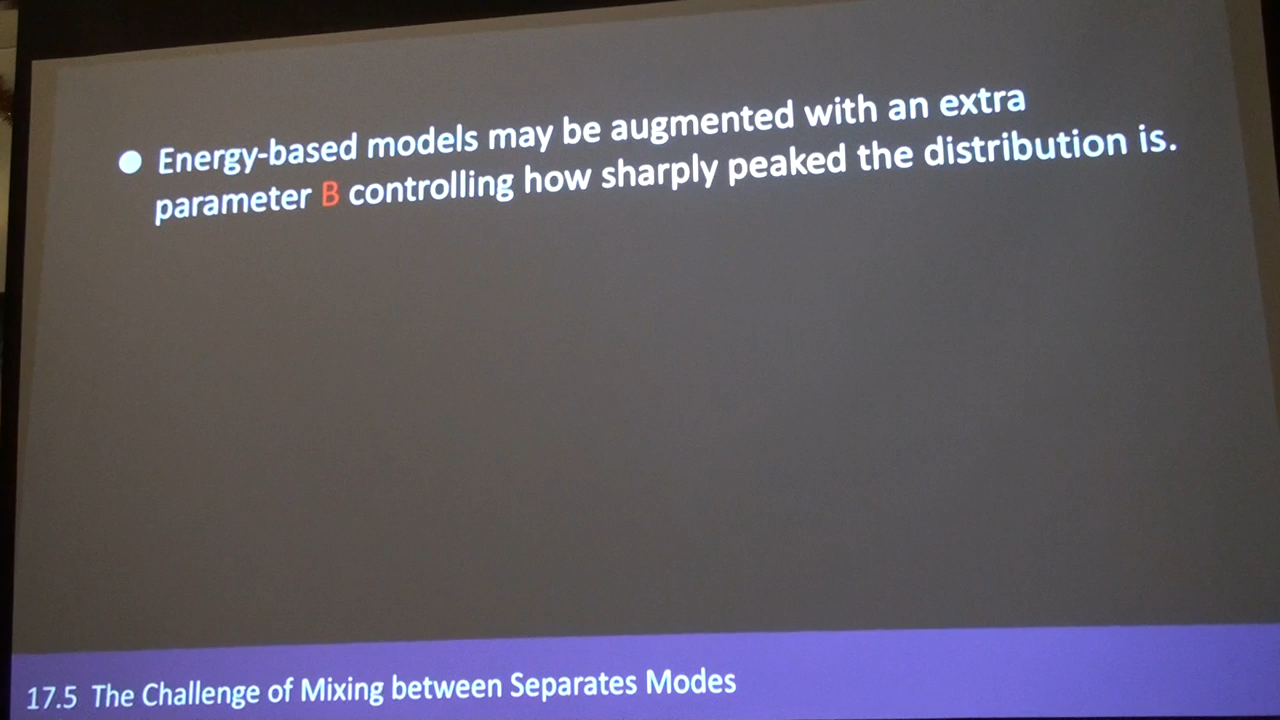 ● Energy-based models may be augmented with an extra
parameter B controlling how sharply peaked the distribution is.
17.5 The Challenge of Mixing between Separates Modes